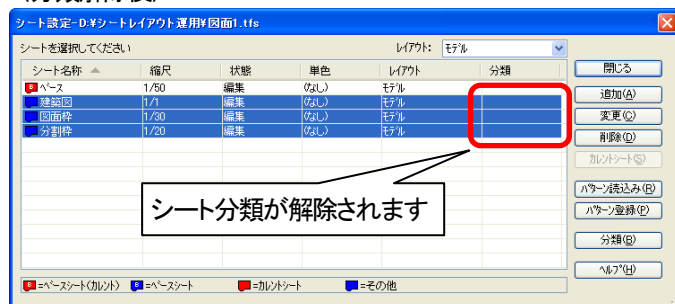 シート設定-D:¥シートレイアウト運用¥図面1.tfs
シートを選択してください
レイアウト: ﾓﾃﾞﾙ
シート名称 縮尺 状態 単色 レイアウト 分類
ﾍﾞｰｽ 1/50 編集 (なし) ﾓﾃﾞﾙ
建築図 1/1 編集 (なし) ﾓﾃﾞﾙ
図面枠 1/30 編集 (なし) ﾓﾃﾞﾙ
分割枠 1/20 編集 (なし) ﾓﾃﾞﾙ
シート分類が解除されます
閉じる
追加(A)
変更(C)
削除(D)
ｶﾚﾝﾄｼｰﾄ(S)
ﾊﾟﾀｰﾝ読込み(R)
ﾊﾟﾀｰﾝ登録(P)
分類(B)
ﾍﾙﾌﾟ(H)
=ﾍﾞｰｽｼｰﾄ(ｶﾚﾝﾄ) =ﾍﾞｰｽｼｰﾄ =ｶﾚﾝﾄｼｰﾄ =その他